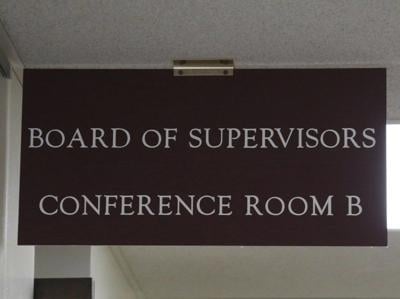 BOARD OF SUPERVISORS
CONFERENCE ROOM B